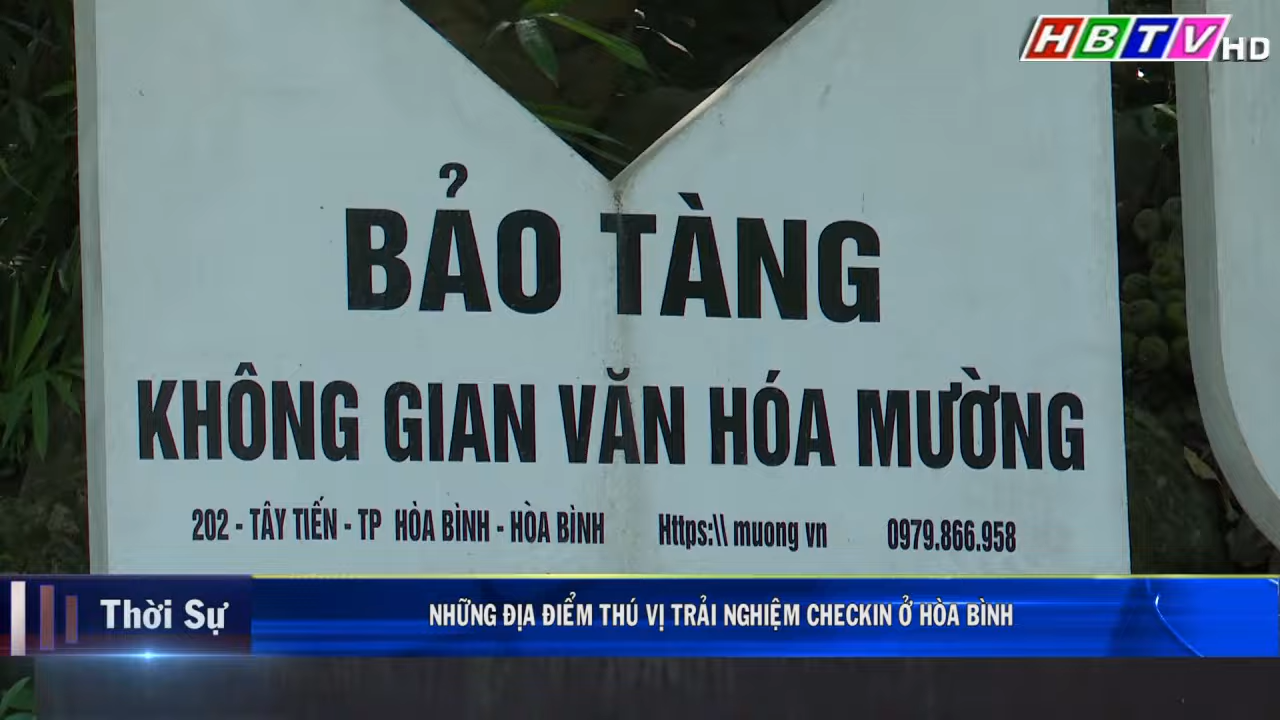 HBTV HD
BẢO TÀNG
KHÔNG GIAN VĂN HÓA MƯỜNG
202 - TÂY TIẾN - TP HÒA BÌNH - HÒA BÌNH Https:\\ muong vn 0979.866.958
Thời Sự NHỮNG ĐỊA ĐIỂM THÚ VỊ TRẢI NGHIỆM CHECKIN Ở HÒA BÌNH